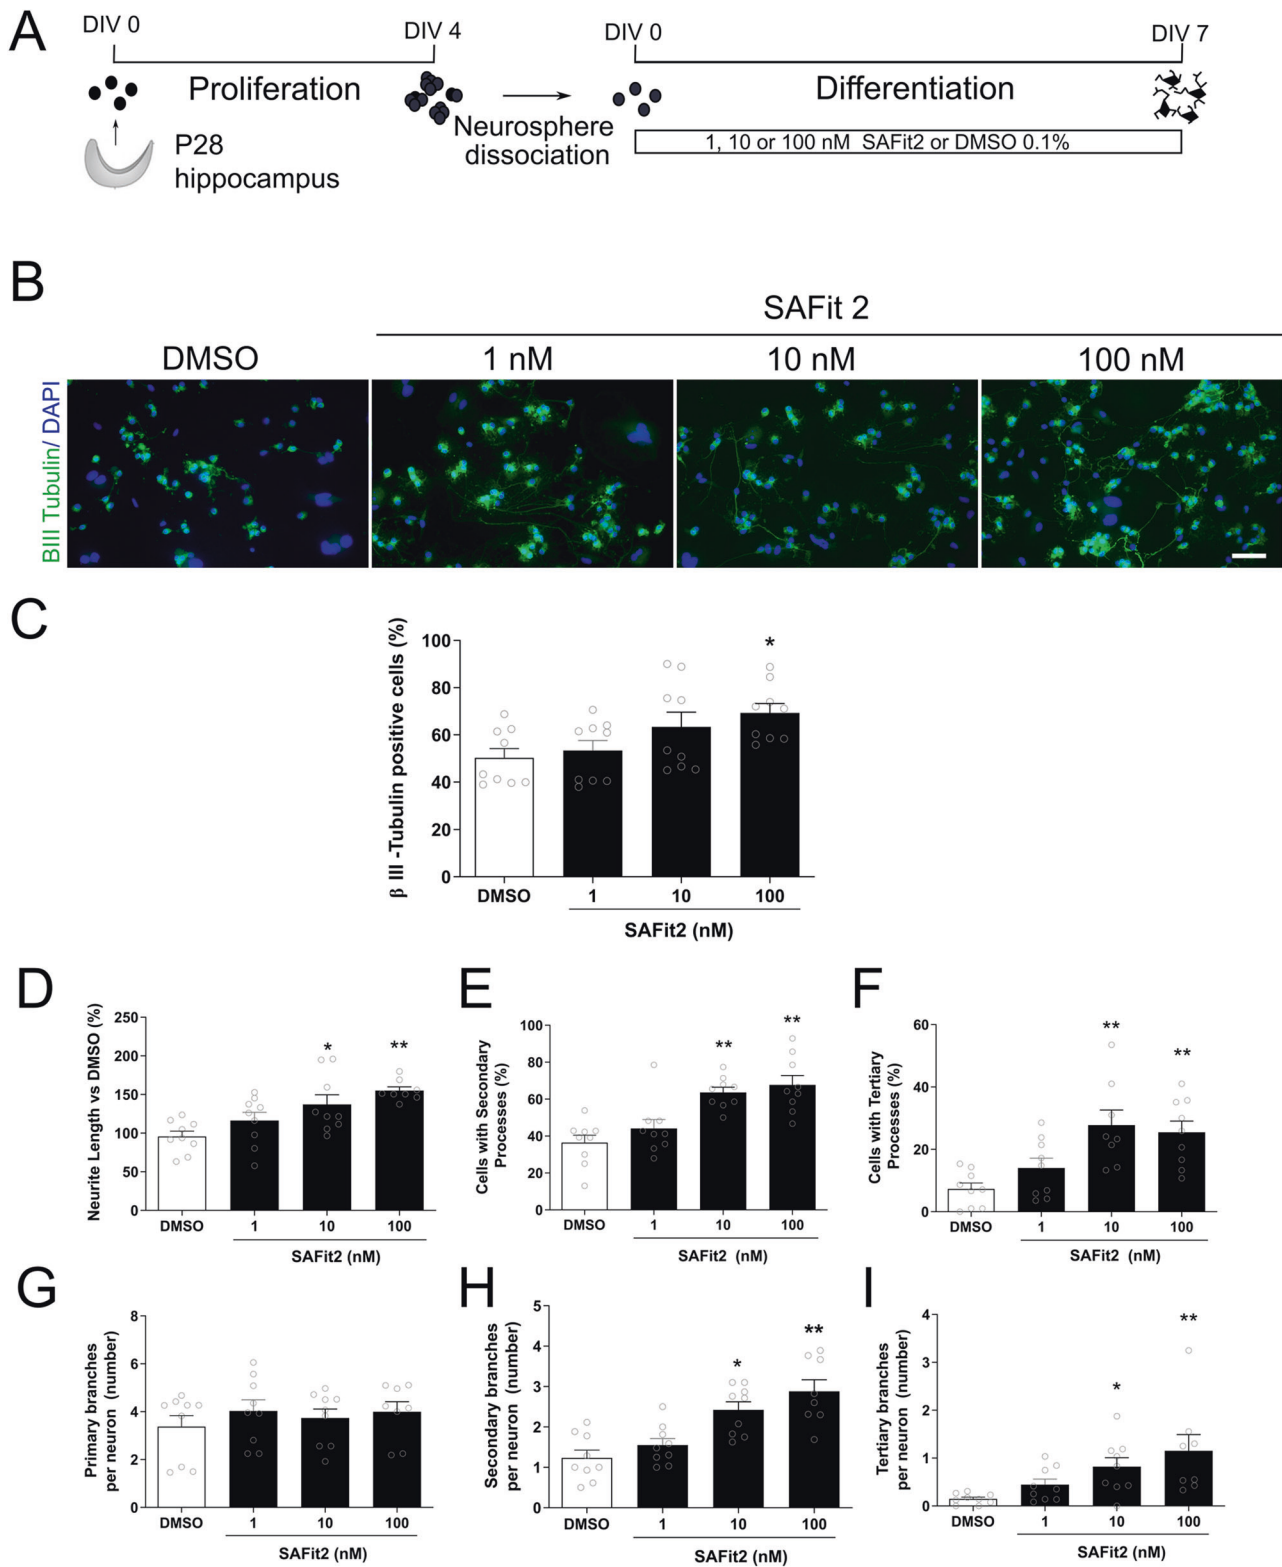 A
DIV 0
DIV 4
DIV 0
DIV 7
Proliferation
Differentiation
Neurosphere
dissociation
P28
hippocampus
1, 10 or 100 nM SAFit2 or DMSO 0.1%
B
SAFit 2
DMSO
1 nM
10 nM
100 nM
BIII Tubulin/ DAPI
C
β III -Tubulin positive cells (%)
100
80
60
40
20
0
*
DMSO
1
10
100
SAFit2 (nM)
D
Neurite Length vs DMSO (%)
250
200
150
100
50
0
*
**
DMSO
1
10
100
SAFit2 (nM)
E
Cells with Secondary
Processes (%)
100
80
60
40
20
0
**
**
DMSO
1
10
100
SAFit2 (nM)
F
Cells with Tertiary
Processes (%)
60
40
20
0
**
**
DMSO
1
10
100
SAFit2 (nM)
G
Primary branches
per neuron (number)
8
6
4
2
0
DMSO
1
10
100
SAFit2 (nM)
H
Secondary branches
per neuron (number)
5
4
3
2
1
0
*
**
DMSO
1
10
100
SAFit2 (nM)
I
Tertiary branches
per neuron (number)
4
3
2
1
0
*
**
DMSO
1
10
100
SAFit2 (nM)